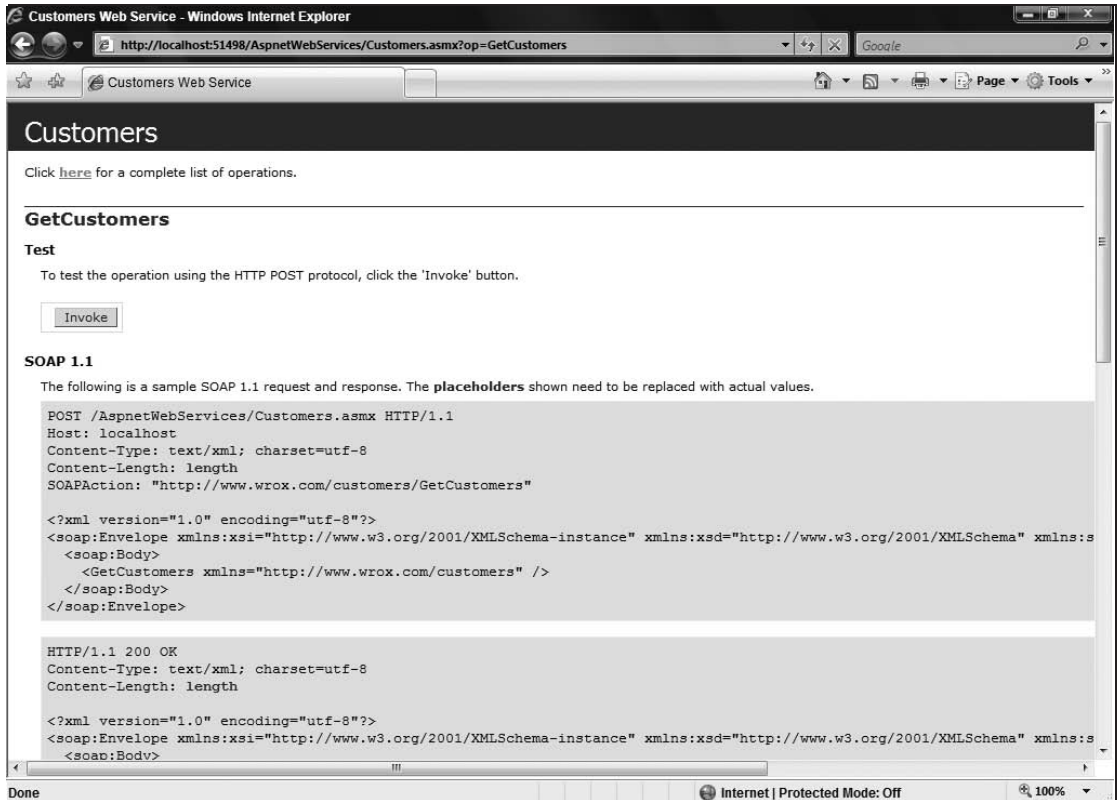 Customers Web Service - Windows Internet Explorer
http://localhost:51498/AspnetWebServices/Customers.asmx?op=GetCustomers
Google
Customers Web Service
Page
Tools
Customers
Click here for a complete list of operations.
GetCustomers
Test
To test the operation using the HTTP POST protocol, click the 'Invoke' button.
Invoke
SOAP 1.1
The following is a sample SOAP 1.1 request and response. The placeholders shown need to be replaced with actual values.
POST /AspnetWebServices/Customers.asmx HTTP/1.1
Host: localhost
Content-Type: text/xml; charset=utf-8
Content-Length: length
SOAPAction: "http://www.wrox.com/customers/GetCustomers"
<?xml version="1.0" encoding="utf-8"?>
<soap:Envelope xmlns:xsi="http://www.w3.org/2001/XMLSchema-instance" xmlns:xsd="http://www.w3.org/2001/XMLSchema" xmlns:s
<soap:Body>
<GetCustomers xmlns="http://www.wrox.com/customers" />
</soap:Body>
</soap:Envelope>
HTTP/1.1 200 OK
Content-Type: text/xml; charset=utf-8
Content-Length: length
<?xml version="1.0" encoding="utf-8"?>
<soap:Envelope xmlns:xsi="http://www.w3.org/2001/XMLSchema-instance" xmlns:xsd="http://www.w3.org/2001/XMLSchema" xmlns:s
<soap:Body>
Done
Internet | Protected Mode: Off
100%